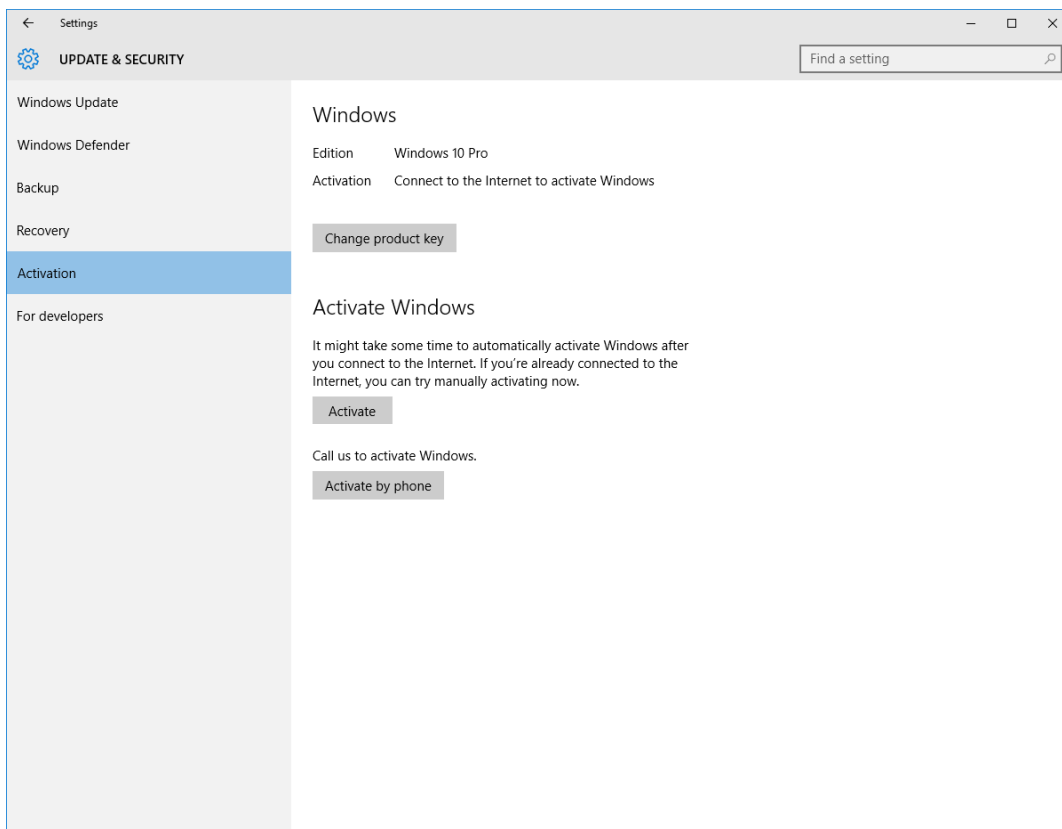 Settings
UPDATE & SECURITY
Find a setting
Windows Update
Windows Defender
Backup
Recovery
Activation
For developers
Windows
Edition Windows 10 Pro
Activation Connect to the Internet to activate Windows
Change product key
Activate Windows
It might take some time to automatically activate Windows after
you connect to the Internet. If you're already connected to the
Internet, you can try manually activating now.
Activate
Call us to activate Windows.
Activate by phone